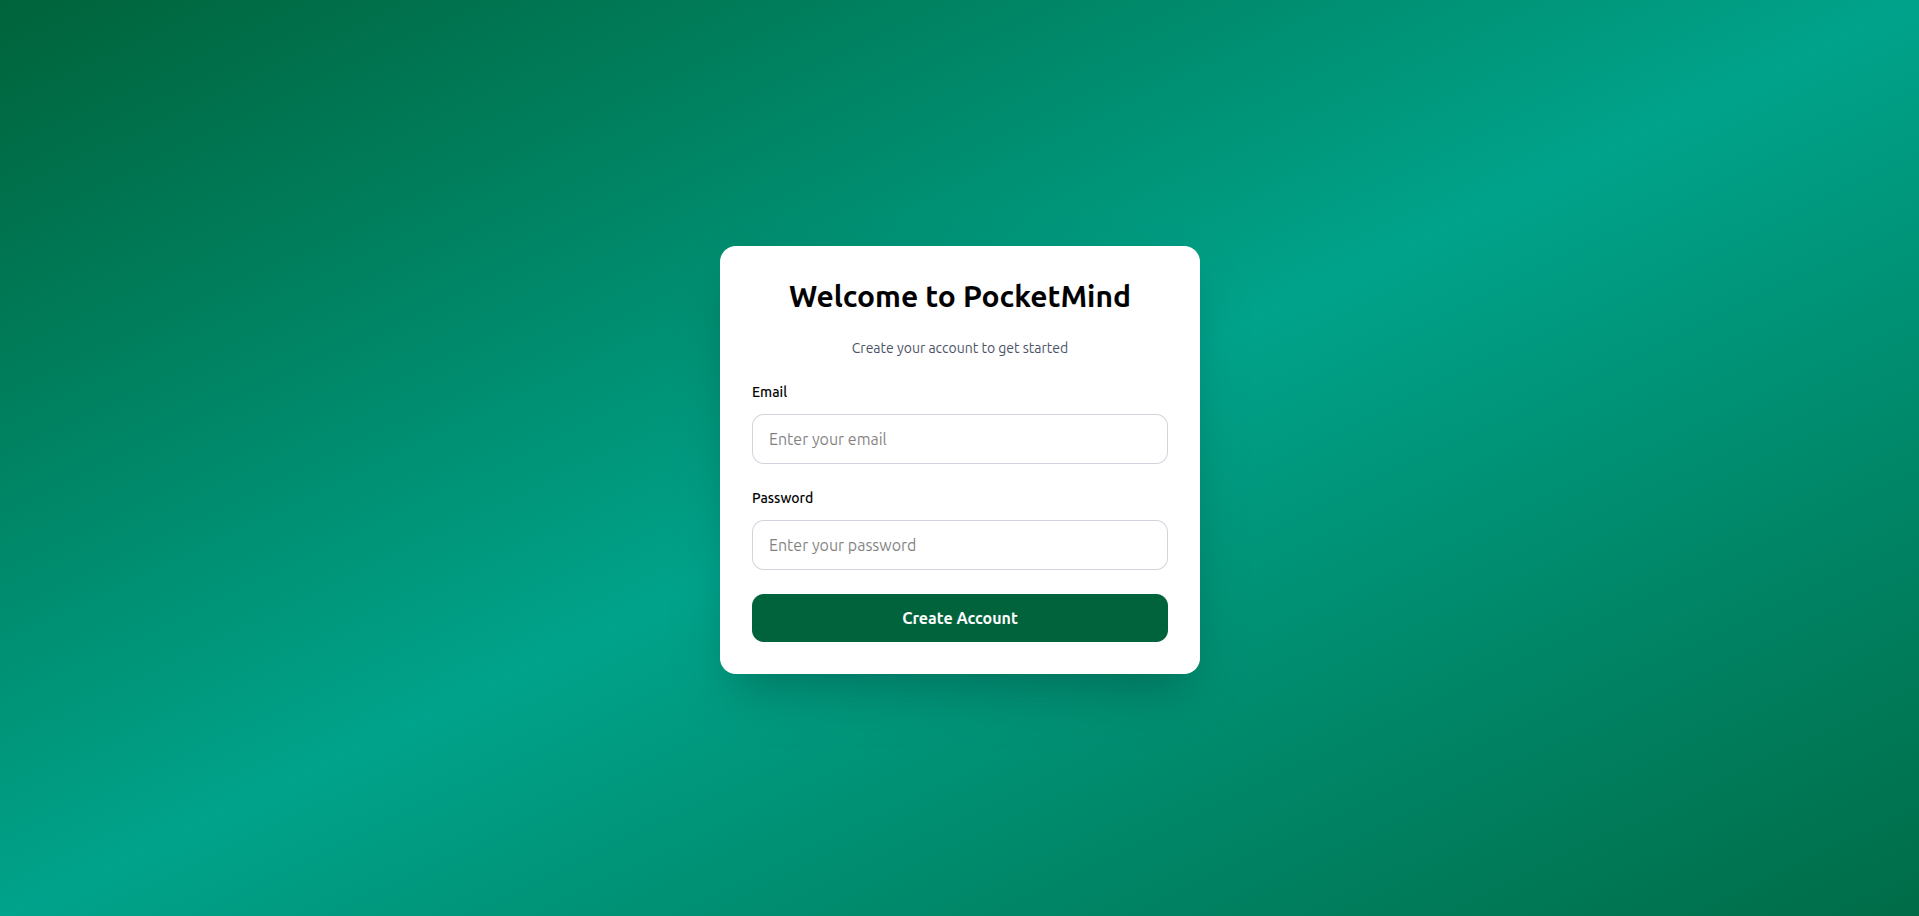 Welcome to PocketMind
Create your account to get started
Email
Enter your email
Password
Enter your password
Create Account